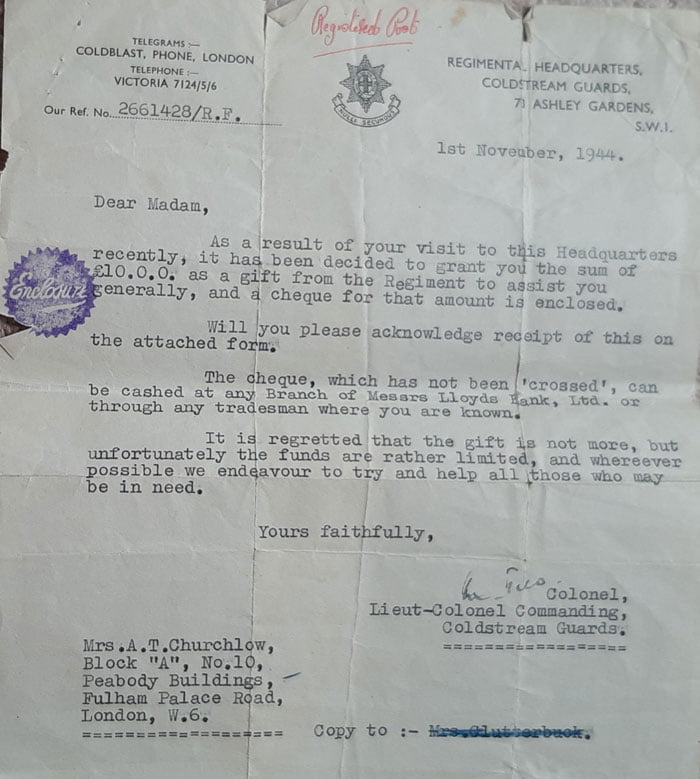 Registered Post
TELEGRAMS :—
COLDBLAST, PHONE, LONDON
TELEPHONE :—
VICTORIA 7124/5/6
Our Ref. No. 2661428/R.F.
NULLI SECUNDUS
REGIMENTAL HEADQUARTERS,
COLDSTREAM GUARDS,
ASHLEY GARDENS,
S.W.1.
1st November, 1944.
Dear Madam,
As a result of your visit to this Headquarters
recently, it has been decided to grant you the sum of
£10.0.0. as a gift from the Regiment to assist you
generally, and a cheque for that amount is enclosed.
Enclosure
Will you please acknowledge receipt of this on
the attached form.
The cheque, which has not been 'crossed', can
be cashed at any Branch of Messrs Lloyds Bank, Ltd. or
through any tradesman where you are known.
It is regretted that the gift is not more, but
unfortunately the funds are rather limited, and whereever
possible we endeavour to try and help all those who may
be in need.
Yours faithfully,
Colonel,
Lieut-Colonel Commanding,
Coldstream Guards.
==================
Mrs.A.T.Churchlow,
Block "A", No.10,
Peabody Buildings,
Fulham Palace Road,
London, W.6.
===================
Copy to :- Mrs.Clutterbuck.